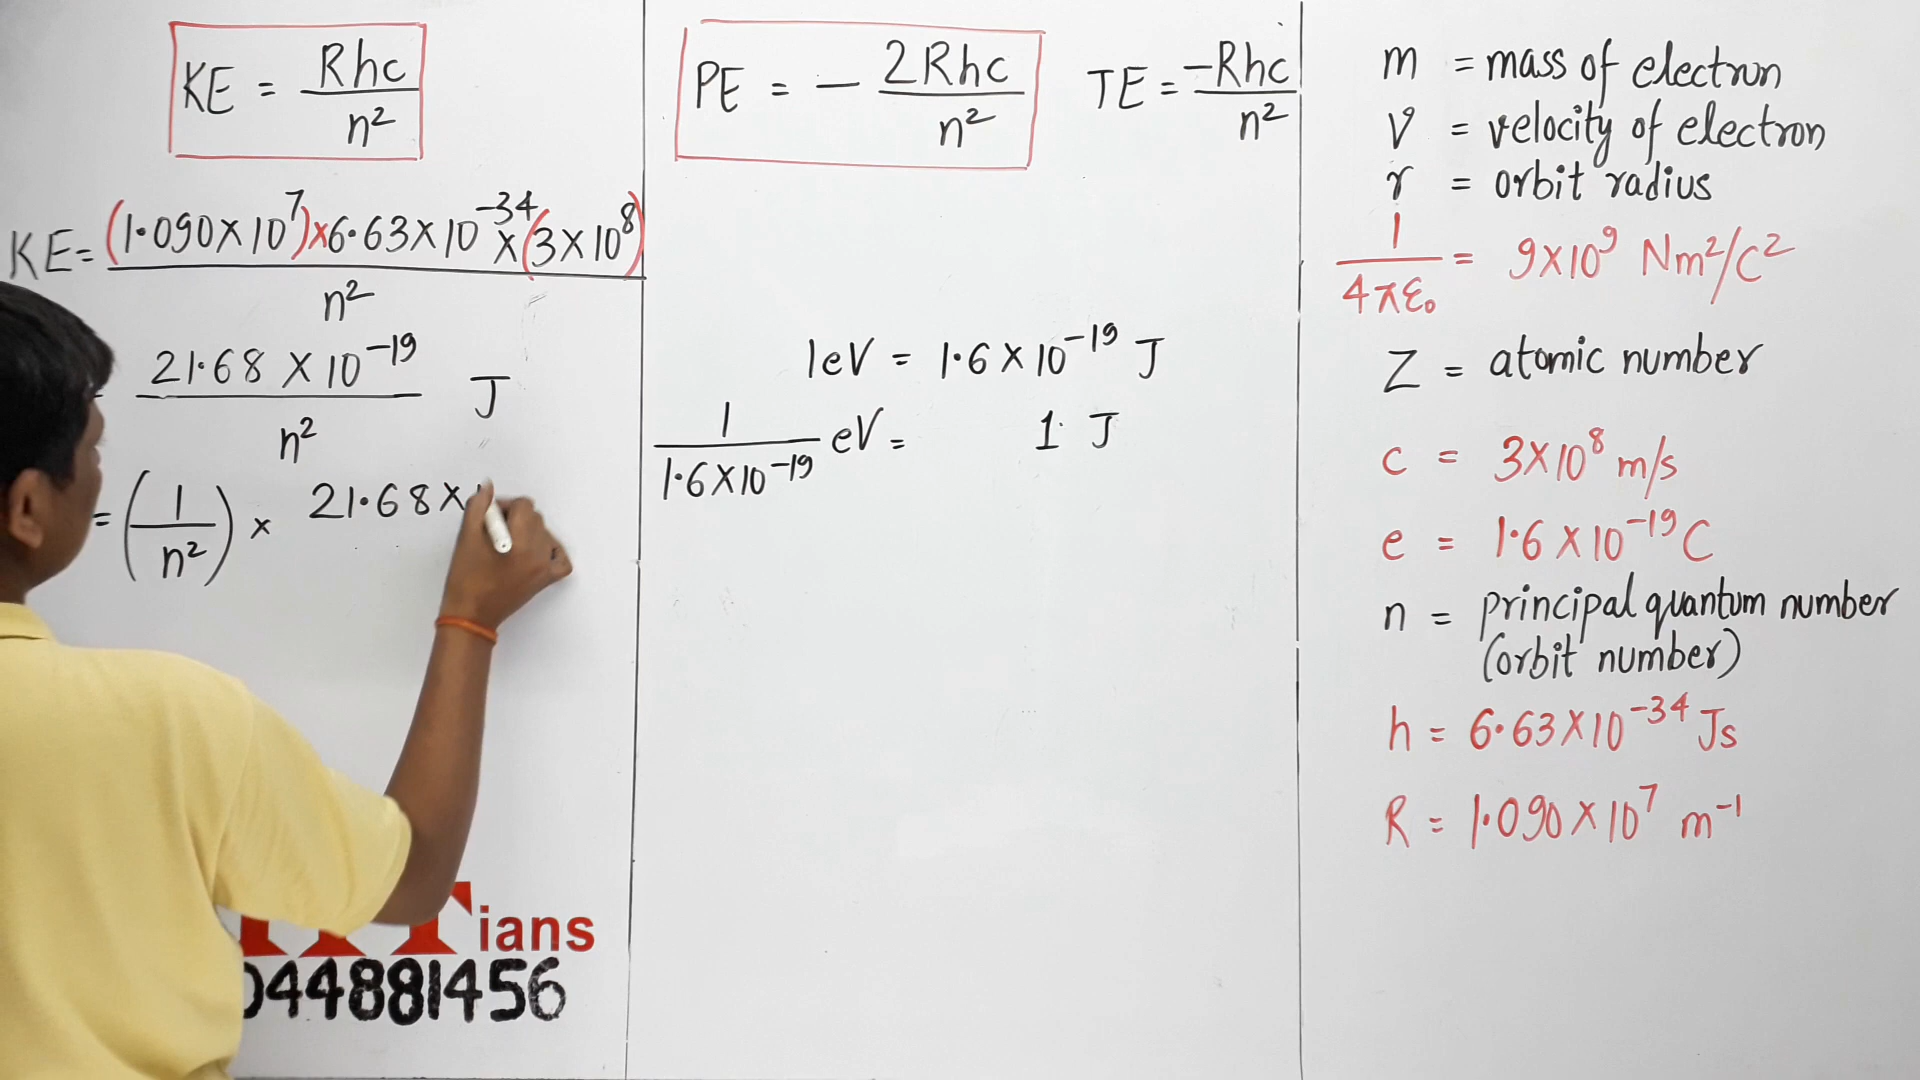 KE = Rhc / n²
KE = (1.090 × 10⁷) × 6.63 × 10⁻³⁴ × (3 × 10⁸) / n²
21.68 × 10⁻¹⁹ / n² J
= (1 / n²) × 21.68 ×
ians
044881456
PE = − 2Rhc / n²
TE = −Rhc / n²
1eV = 1.6 × 10⁻¹⁹ J
1 / 1.6 × 10⁻¹⁹ eV = 1 J
m = mass of electron
v = velocity of electron
r = orbit radius
1 / 4πε₀ = 9×10⁹ Nm²/C²
Z = atomic number
c = 3×10⁸ m/s
e = 1.6 × 10⁻¹⁹ C
n = principal quantum number
(orbit number)
h = 6.63 × 10⁻³⁴ Js
R = 1.090 × 10⁷ m⁻¹